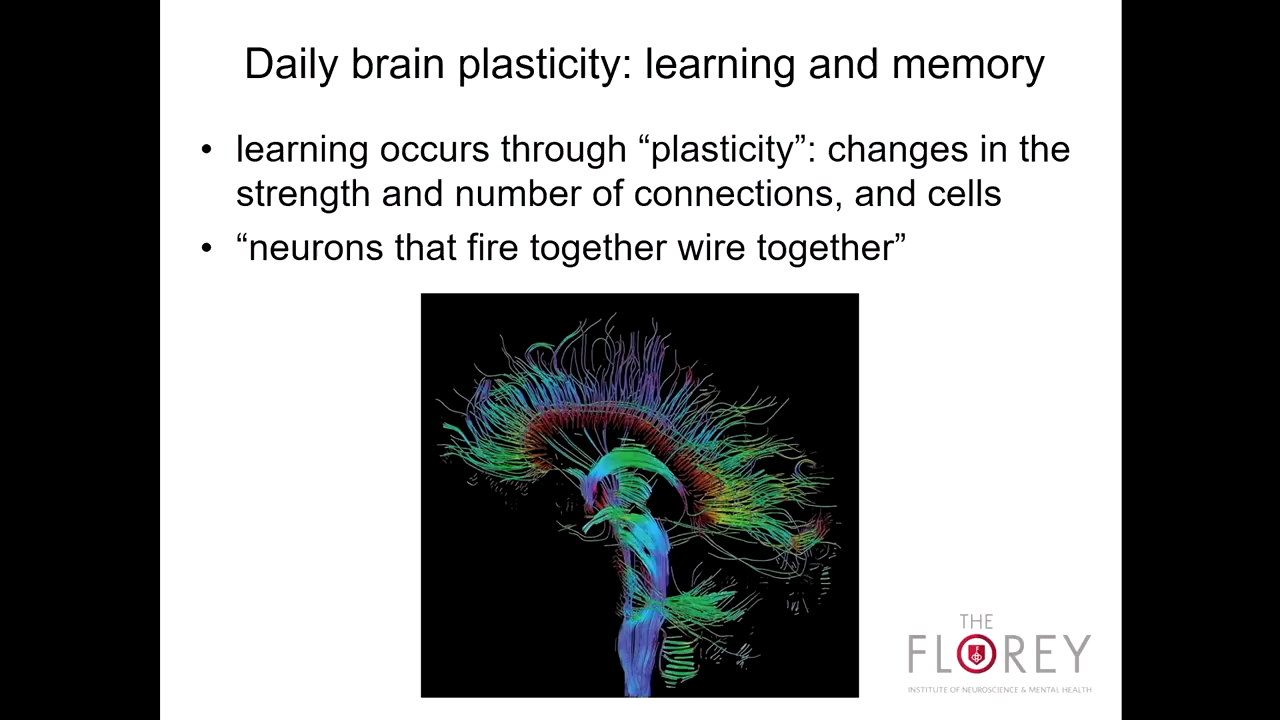 Daily brain plasticity: learning and memory
• learning occurs through “plasticity”: changes in the
strength and number of connections, and cells
• “neurons that fire together wire together”
THE
FLOREY
INSTITUTE OF NEUROSCIENCE & MENTAL HEALTH